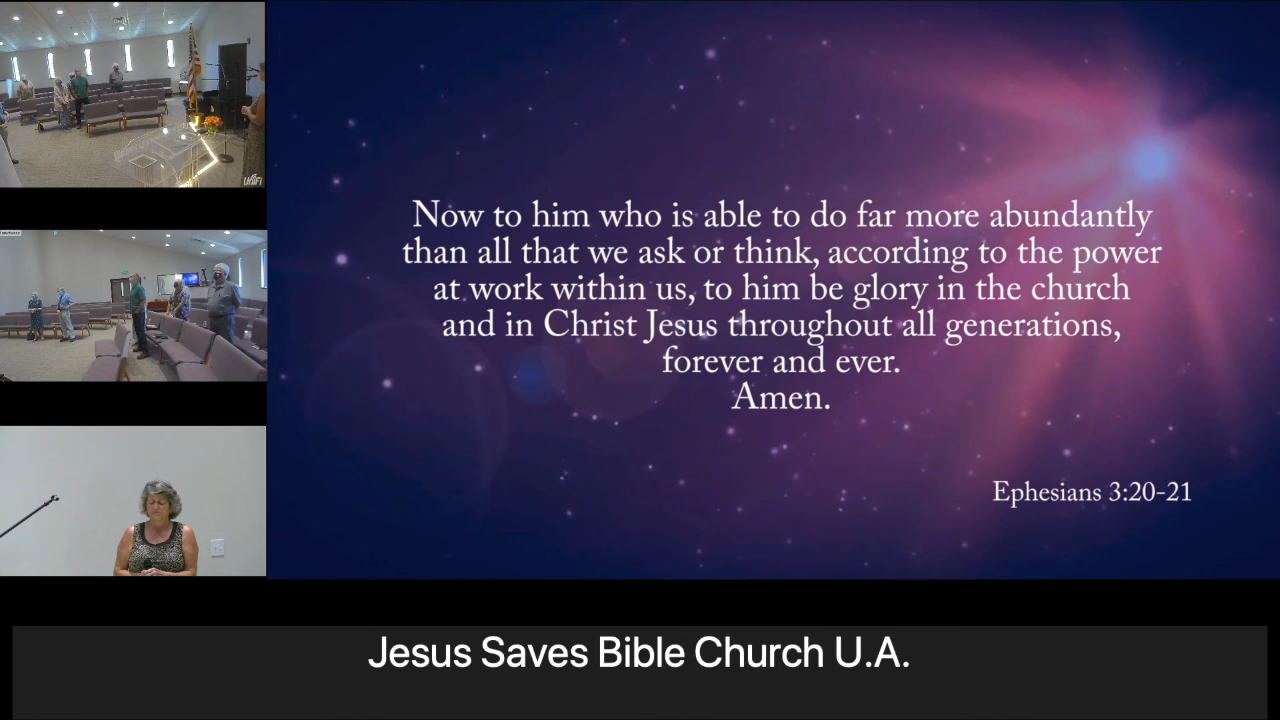 UniFi
Now to him who is able to do far more abundantly
than all that we ask or think, according to the power
at work within us, to him be glory in the church
and in Christ Jesus throughout all generations,
forever and ever.
Amen.
Ephesians 3:20-21
Jesus Saves Bible Church U.A.